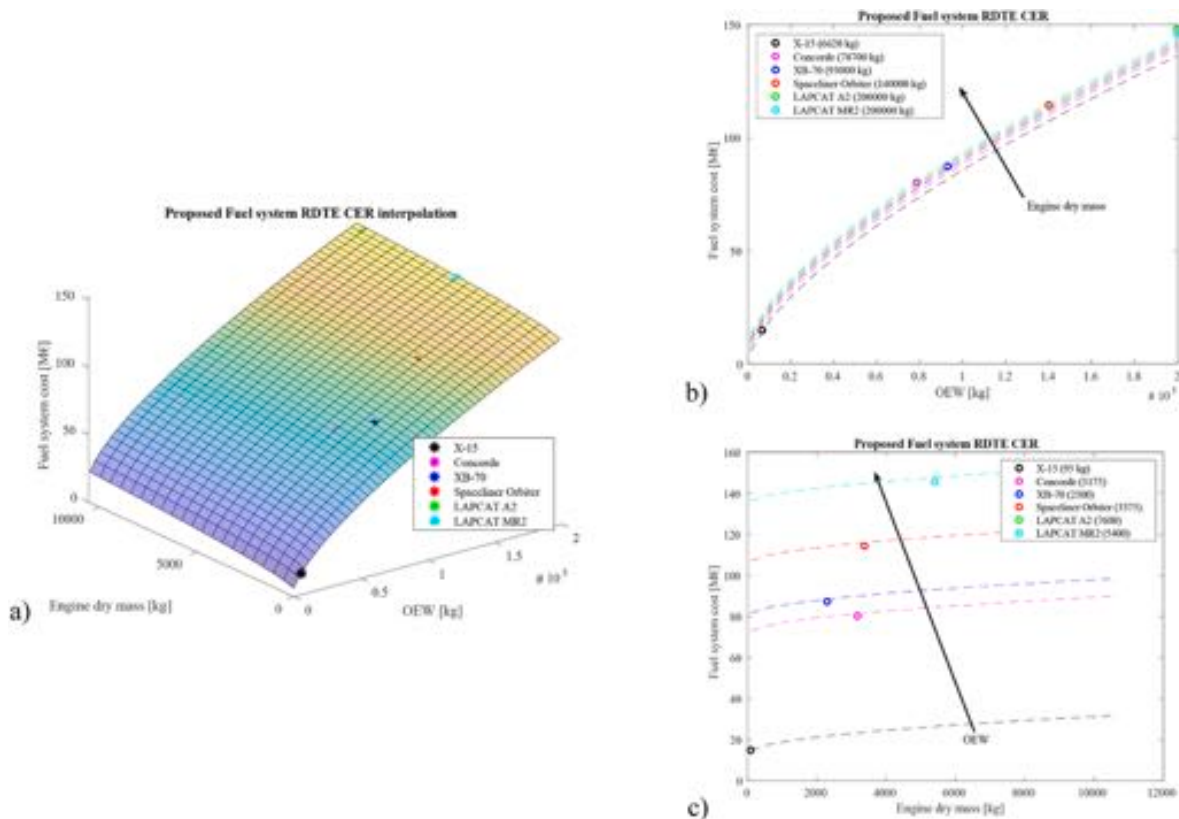 Proposed Fuel system RDTE CER interpolation
Fuel system cost [M€]
150
100
50
0
10000
5000
0
Engine dry mass [kg]
0
0.5
1
1.5
2
OEW [kg]
X-15
Concorde
XB-70
Spaceliner Orbiter
LAPCAT A2
LAPCAT MR2
a)
Proposed Fuel system RDTE CER
Fuel system cost [M€]
150
100
50
0
X-15 (6620 kg)
Concorde (78700 kg)
XB-70 (93000 kg)
Spaceliner Orbiter (140000 kg)
LAPCAT A2 (200000 kg)
LAPCAT MR2 (200000 kg)
Engine dry mass
0 0.2 0.4 0.6 0.8 1 1.2 1.4 1.6 1.8 2
OEW [kg]
b)
Proposed Fuel system RDTE CER
Fuel system cost [M€]
160
140
120
100
80
60
40
20
0
X-15 (95 kg)
Concorde (3175)
XB-70 (2300)
Spaceliner Orbiter (3375)
LAPCAT A2 (7600)
LAPCAT MR2 (5400)
OEW
0 2000 4000 6000 8000 10000 12000
Engine dry mass [kg]
c)